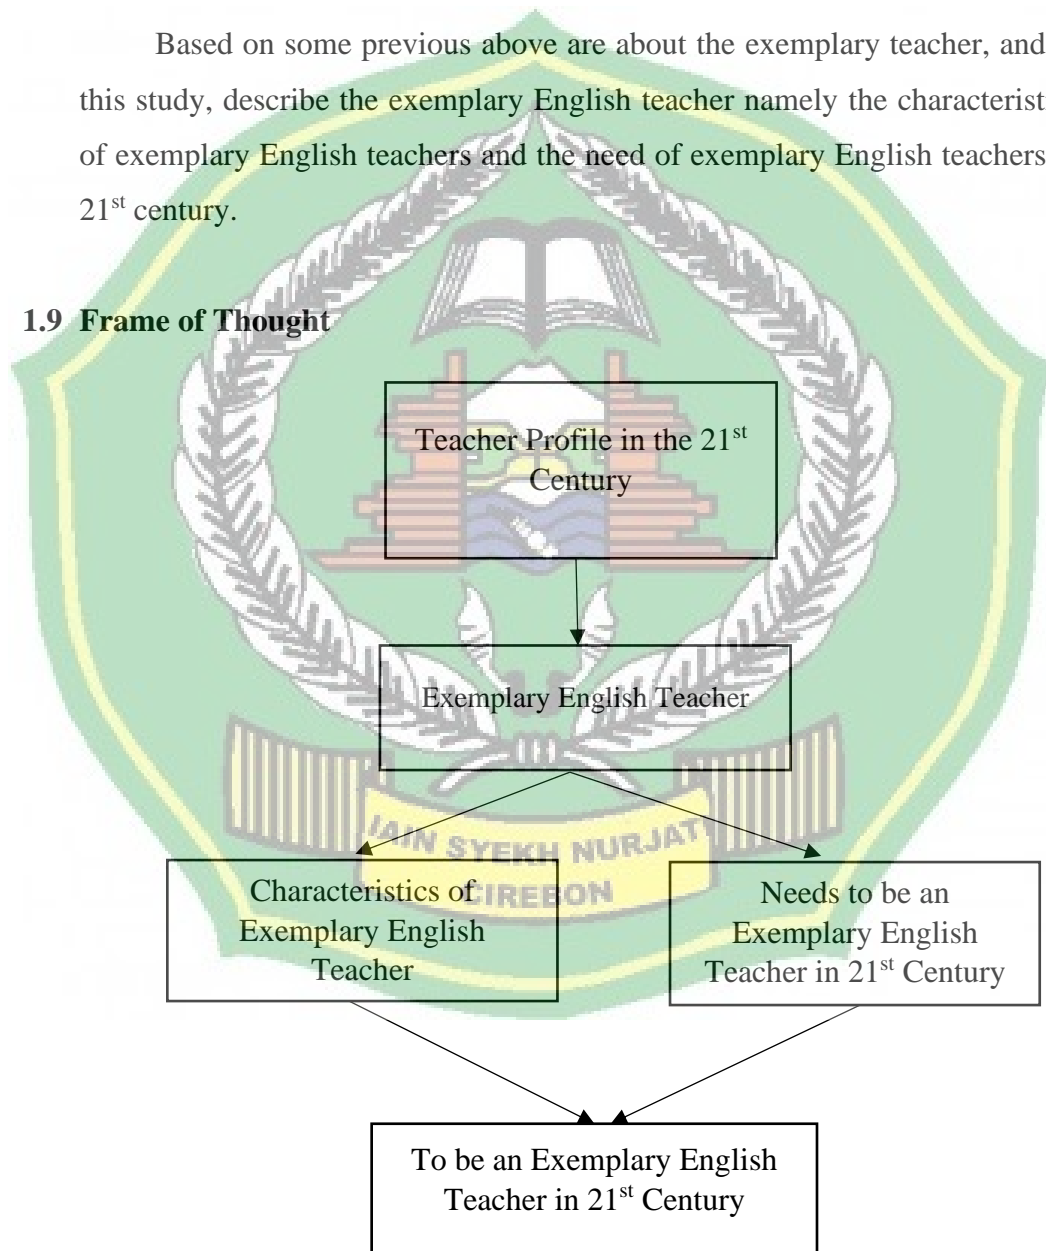 Based on some previous above are about the exemplary teacher, and
this study, describe the exemplary English teacher namely the characterist
of exemplary English teachers and the need of exemplary English teachers
21st century.
1.9 Frame of Thought
Teacher Profile in the 21st
Century
Exemplary English Teacher
IAIN SYEKH NURJATI
CIREBON
Characteristics of
Exemplary English
Teacher
Needs to be an
Exemplary English
Teacher in 21st Century
To be an Exemplary English
Teacher in 21st Century